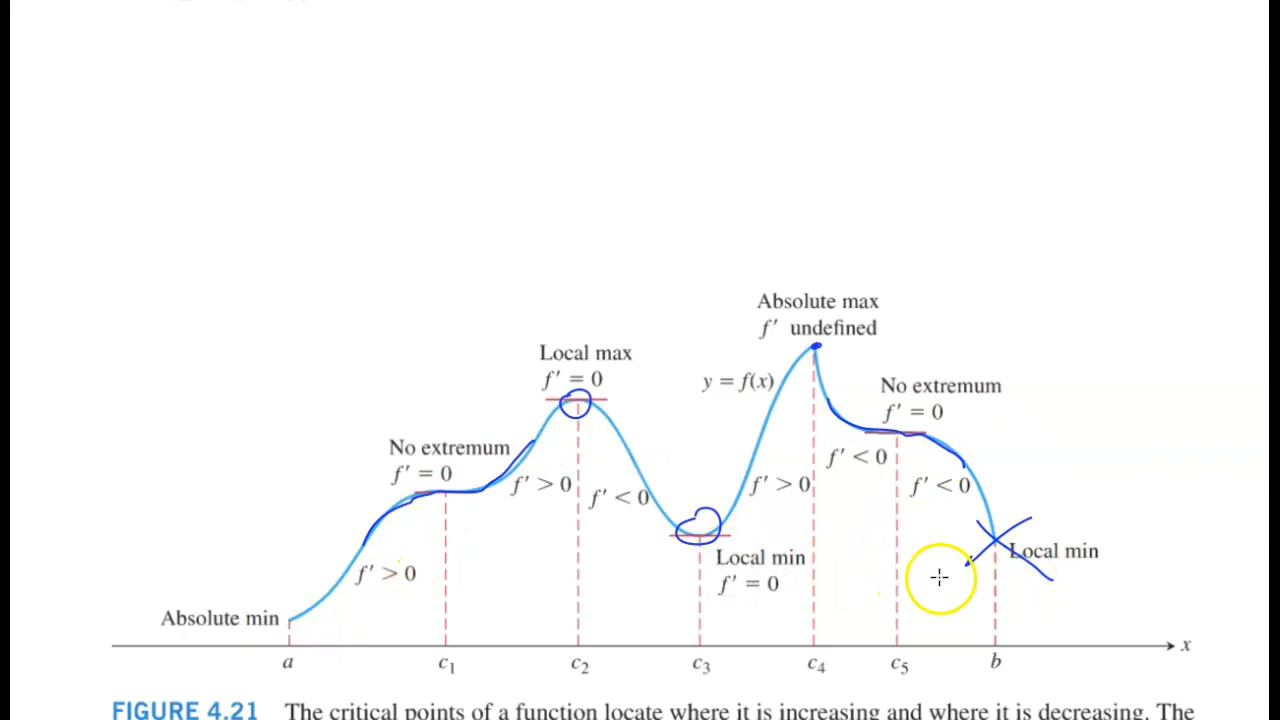 Absolute max
f′ undefined
Local max
f′ = 0
y = f(x)
No extremum
f′ = 0
No extremum
f′ = 0
f′ > 0
f′ < 0
f′ > 0
f′ < 0
f′ < 0
Local min
f′ = 0
Local min
f′ > 0
Absolute min
a c₁ c₂ c₃ c₄ c₅ b x
FIGURE 4.21 The critical points of a function locate where it is increasing and where it is decreasing. The